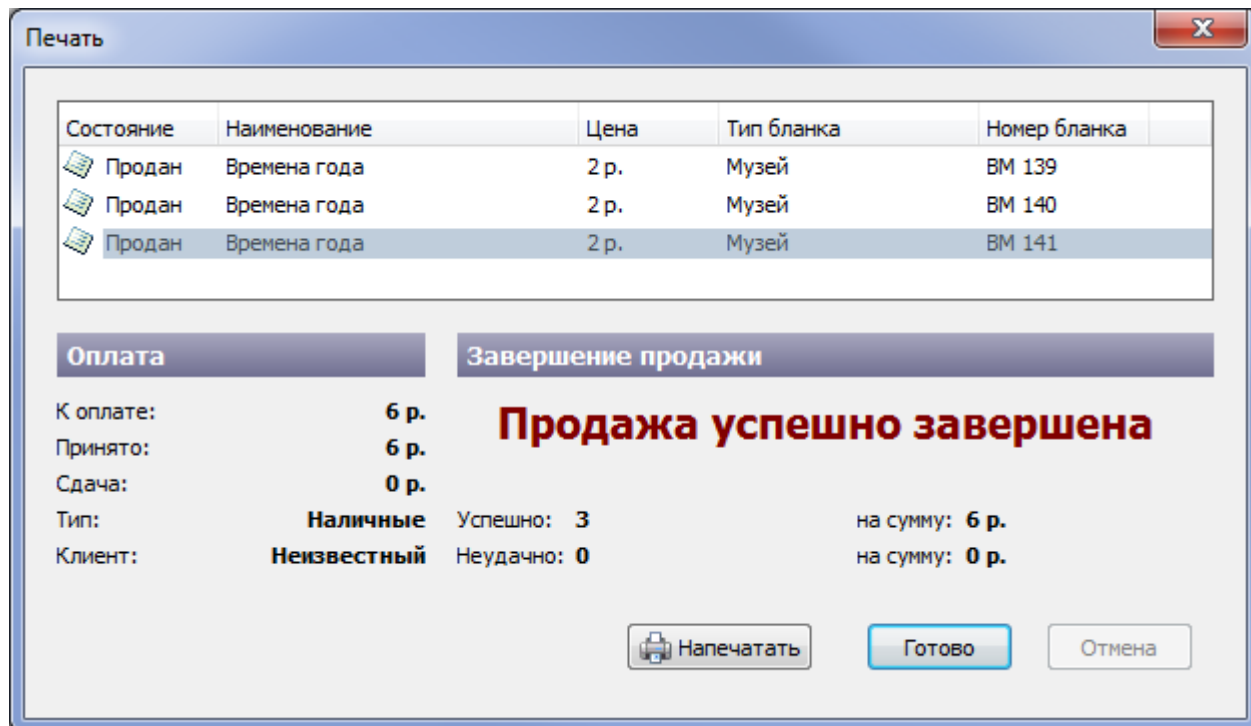 Печать
Состояние Наименование Цена Тип бланка Номер бланка
Продан Времена года 2 р. Музей ВМ 139
Продан Времена года 2 р. Музей ВМ 140
Продан Времена года 2 р. Музей ВМ 141
Оплата
К оплате: 6 р.
Принято: 6 р.
Сдача: 0 р.
Тип: Наличные
Клиент: Неизвестный
Завершение продажи
Продажа успешно завершена
Успешно: 3 на сумму: 6 р.
Неудачно: 0 на сумму: 0 р.
Напечатать Готово Отмена